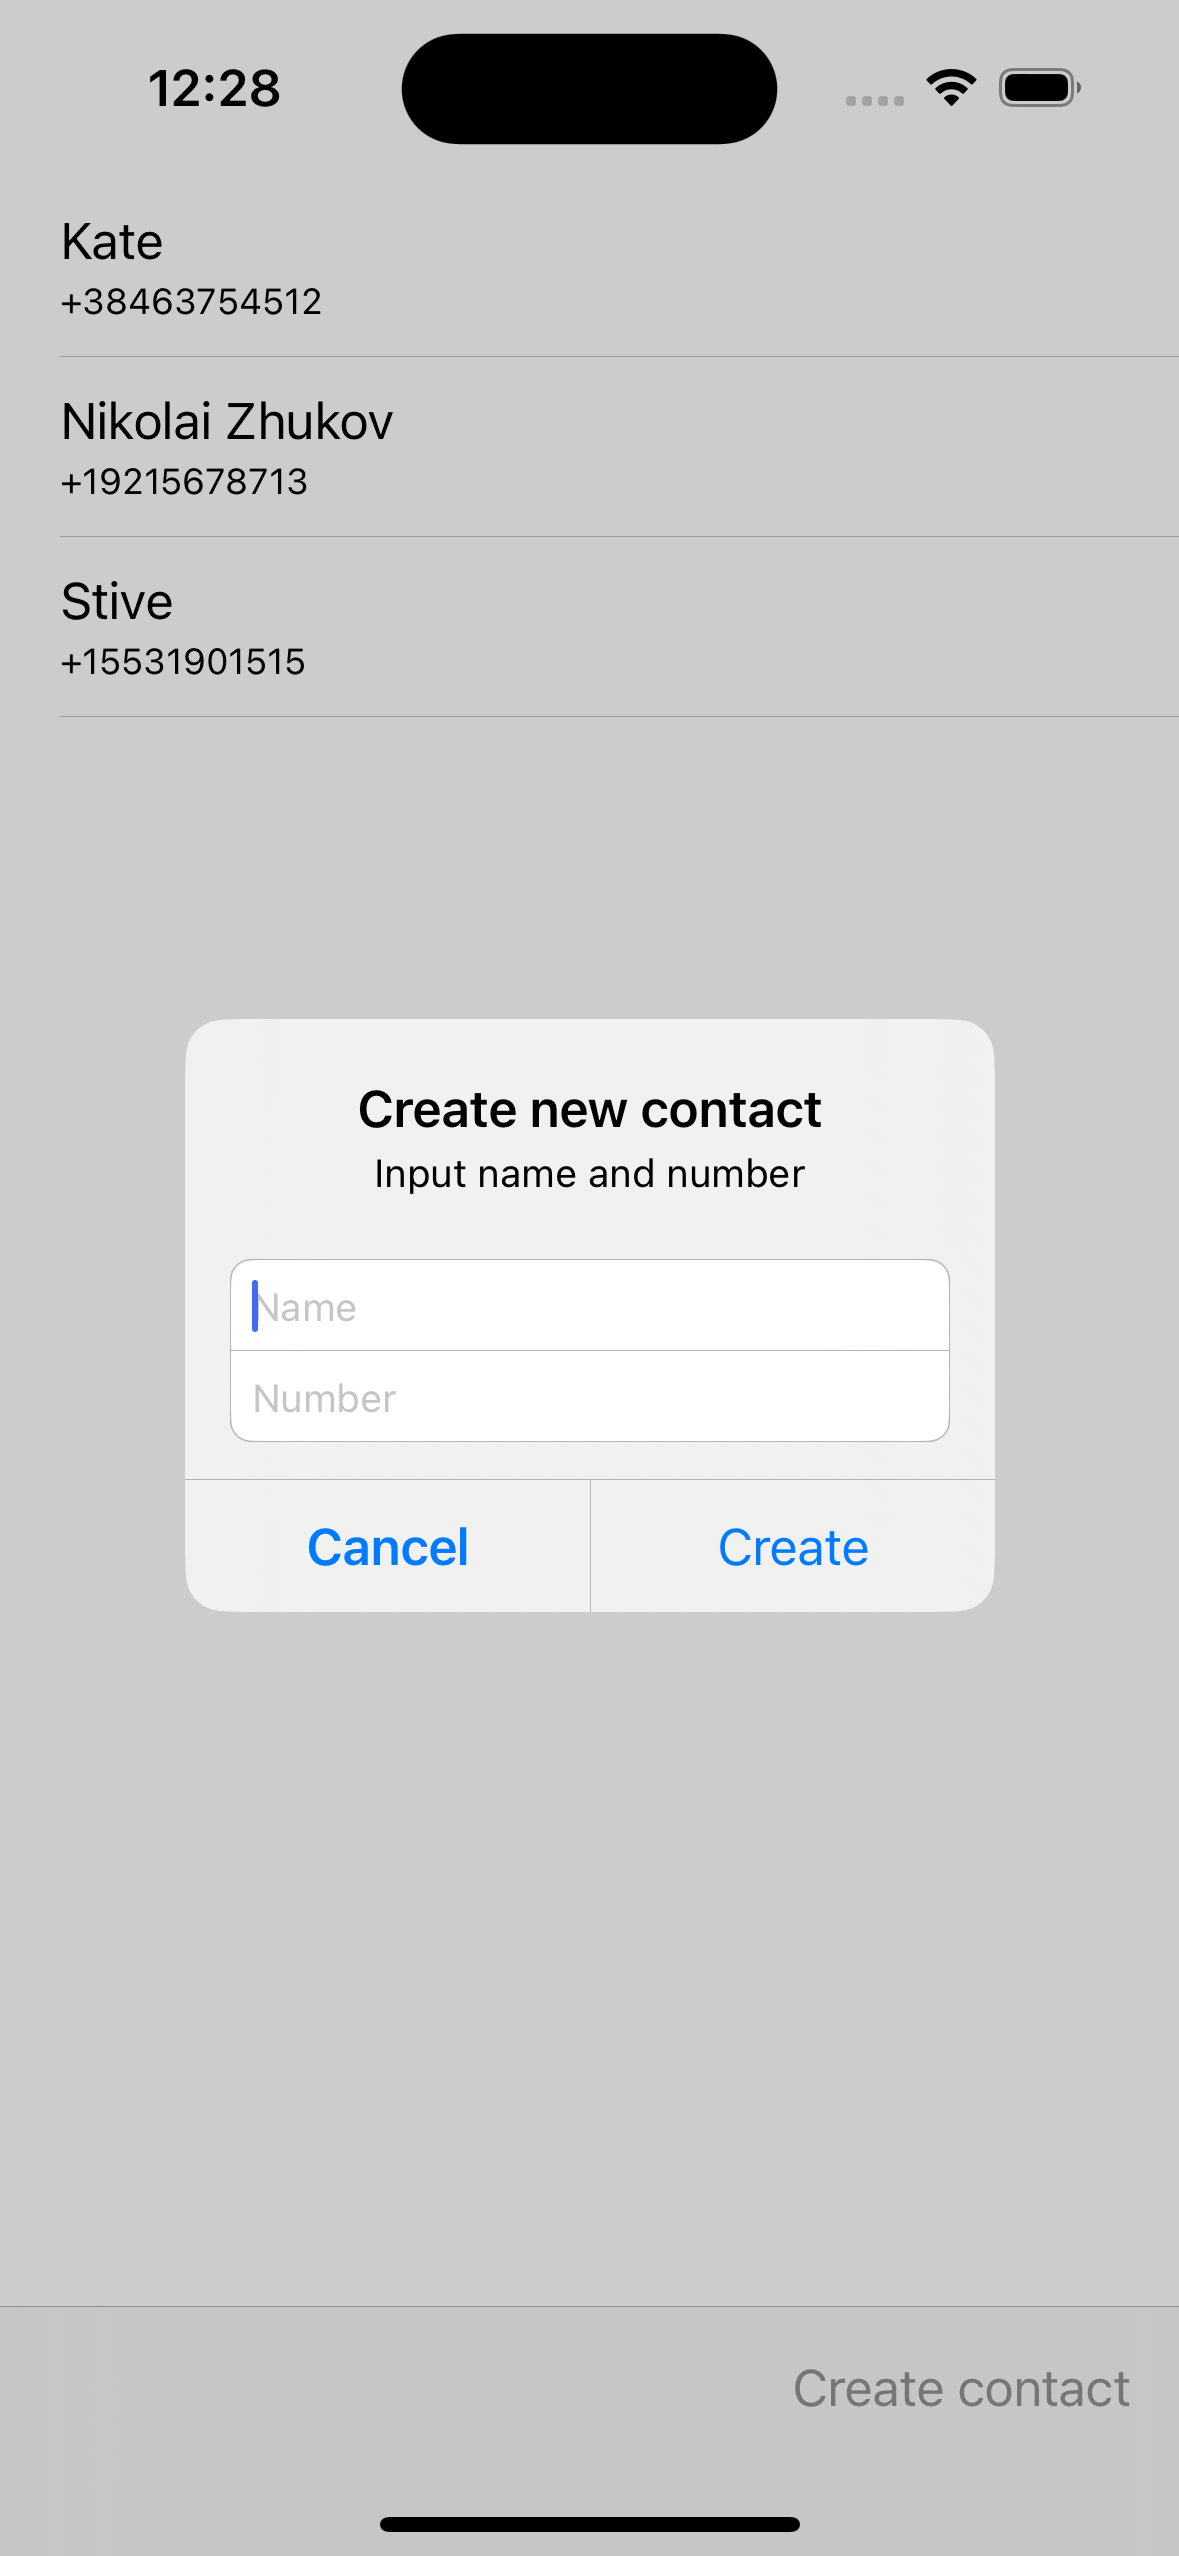 12:28
Kate
+38463754512
Nikolai Zhukov
+19215678713
Stive
+15531901515
Create new contact
Input name and number
Name
Number
Cancel
Create
Create contact